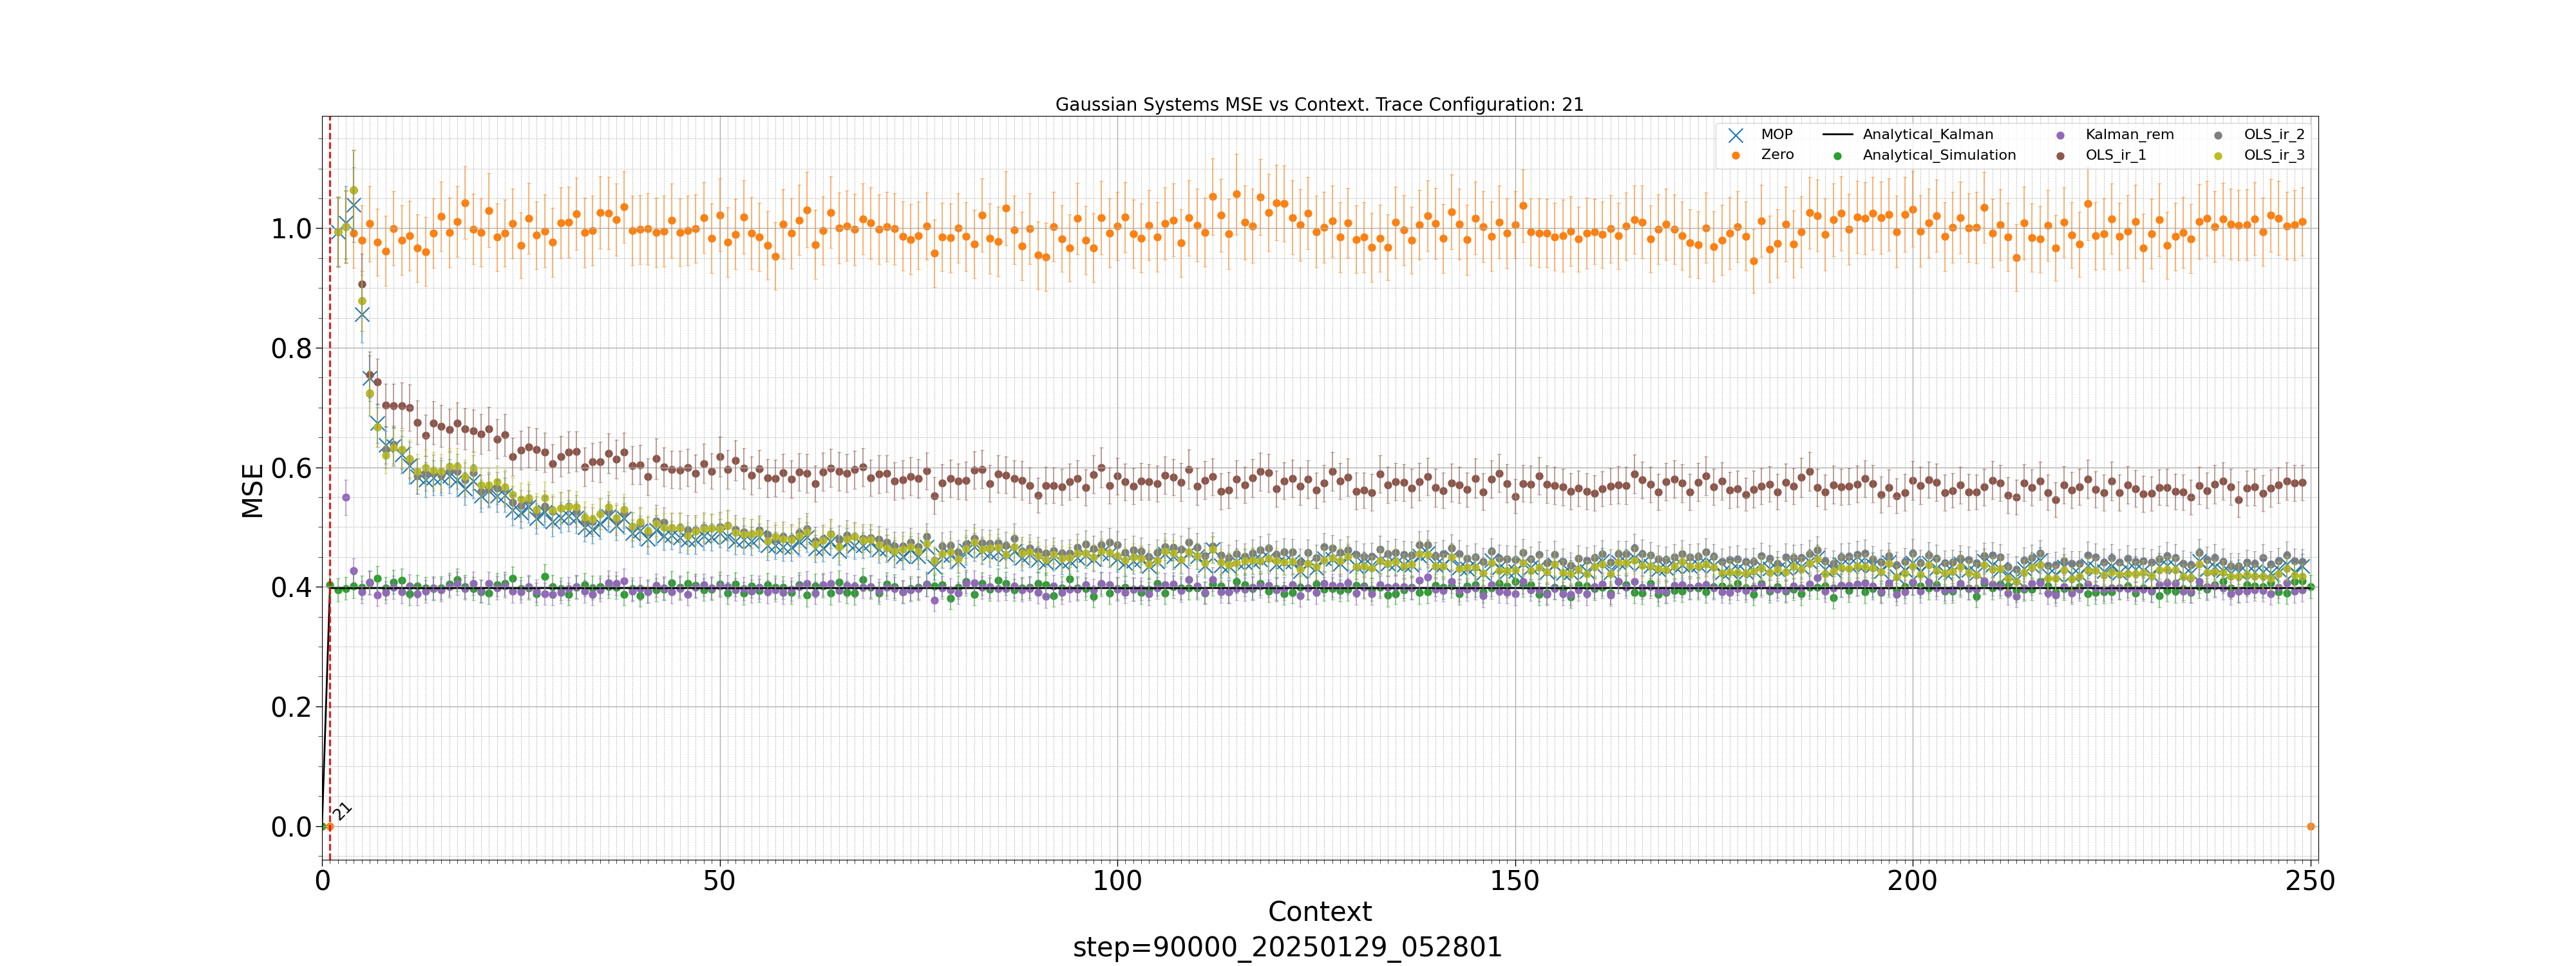 Gaussian Systems MSE vs Context. Trace Configuration: 21
MOP
Zero
Analytical_Kalman
Analytical_Simulation
Kalman_rem
OLS_ir_1
OLS_ir_2
OLS_ir_3
MSE
1.0
0.8
0.6
0.4
0.2
0.0
21
0
50
100
150
200
250
Context
step=90000_20250129_052801